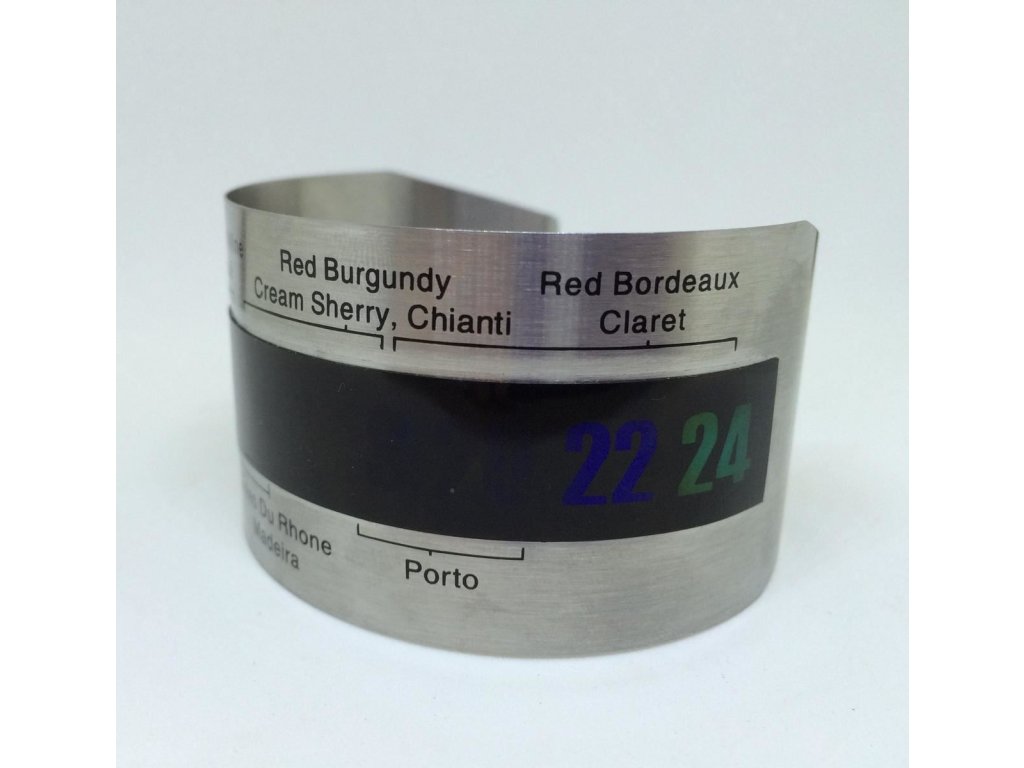 Red Burgundy
Cream Sherry, Chianti
Red Bordeaux
Claret
22 24
Du Rhone
Madeira
Porto